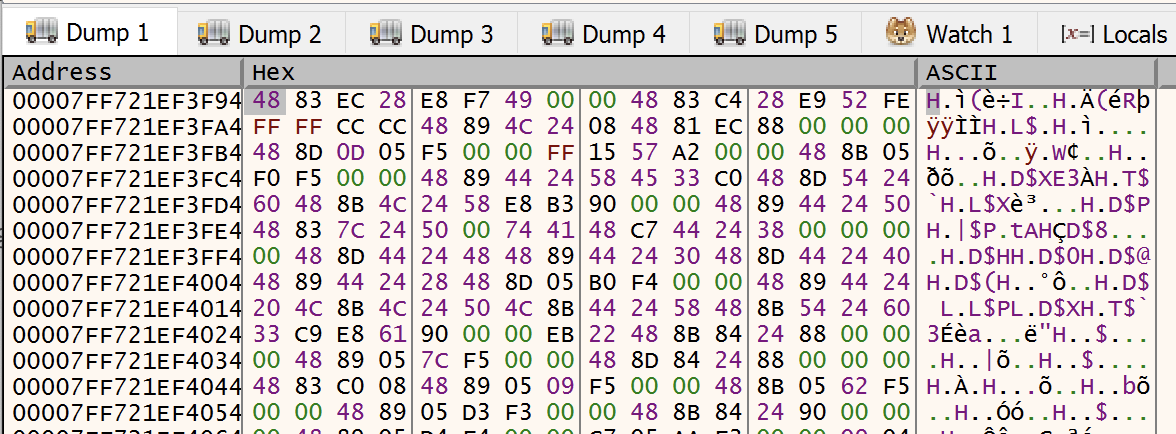 Dump 1 Dump 2 Dump 3 Dump 4 Dump 5 Watch 1 [x=] Locals
Address Hex ASCII
00007FF721EF3F94 48 83 EC 28 E8 F7 49 00 00 48 83 C4 28 E9 52 FE H.ì(è÷I..H.Ä(éRþ
00007FF721EF3FA4 FF FF CC CC 48 89 4C 24 08 48 81 EC 88 00 00 00 ÿÿÌÌH.L$.H.ì....
00007FF721EF3FB4 48 8D 0D 05 F5 00 00 FF 15 57 A2 00 00 48 8B 05 H...õ..ÿ.W¢..H..
00007FF721EF3FC4 F0 F5 00 00 48 89 44 24 58 45 33 C0 48 8D 54 24 ðõ..H.D$XE3ÀH.T$
00007FF721EF3FD4 60 48 8B 4C 24 58 E8 B3 90 00 00 48 89 44 24 50 `H.L$Xè³...H.D$P
00007FF721EF3FE4 48 83 7C 24 50 00 74 41 48 C7 44 24 38 00 00 00 H.|$P.tAHÇD$8...
00007FF721EF3FF4 00 48 8D 44 24 48 48 89 44 24 30 48 8D 44 24 40 .H.D$HH.D$0H.D$@
00007FF721EF4004 48 89 44 24 28 48 8D 05 B0 F4 00 00 48 89 44 24 H.D$(H..°ô..H.D$
00007FF721EF4014 20 4C 8B 4C 24 50 4C 8B 44 24 58 48 8B 54 24 60 L.L$PL.D$XH.T$`
00007FF721EF4024 33 C9 E8 61 90 00 00 EB 22 48 8B 84 24 88 00 00 3Éèa...ë"H..$...
00007FF721EF4034 00 48 89 05 7C F5 00 00 48 8D 84 24 88 00 00 00 .H..|õ..H..$....
00007FF721EF4044 48 83 C0 08 48 89 05 09 F5 00 00 48 8B 05 62 F5 H.À.H...õ..H..bõ
00007FF721EF4054 00 00 48 89 05 D3 F3 00 00 48 8B 84 24 90 00 00 ..H..Óó..H..$...